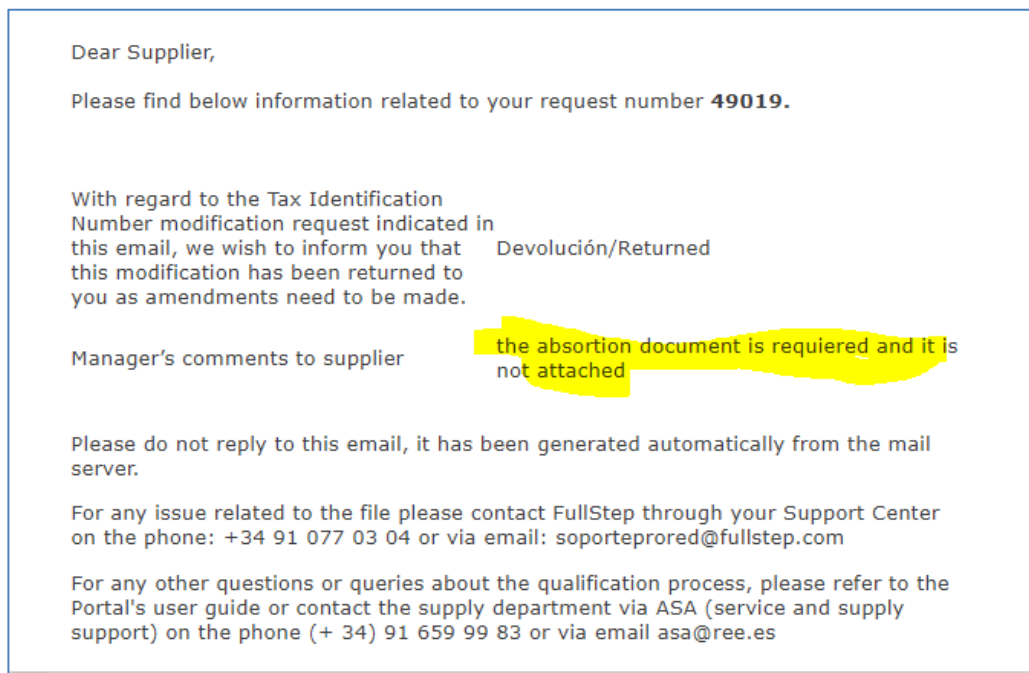 Dear Supplier,
Please find below information related to your request number 49019.
With regard to the Tax Identification
Number modification request indicated in
this email, we wish to inform you that
this modification has been returned to
you as amendments need to be made.
Devolución/Returned
Manager’s comments to supplier
the absortion document is requiered and it is
not attached
Please do not reply to this email, it has been generated automatically from the mail
server.
For any issue related to the file please contact FullStep through your Support Center
on the phone: +34 91 077 03 04 or via email: soporteprored@fullstep.com
For any other questions or queries about the qualification process, please refer to the
Portal's user guide or contact the supply department via ASA (service and supply
support) on the phone (+ 34) 91 659 99 83 or via email asa@ree.es